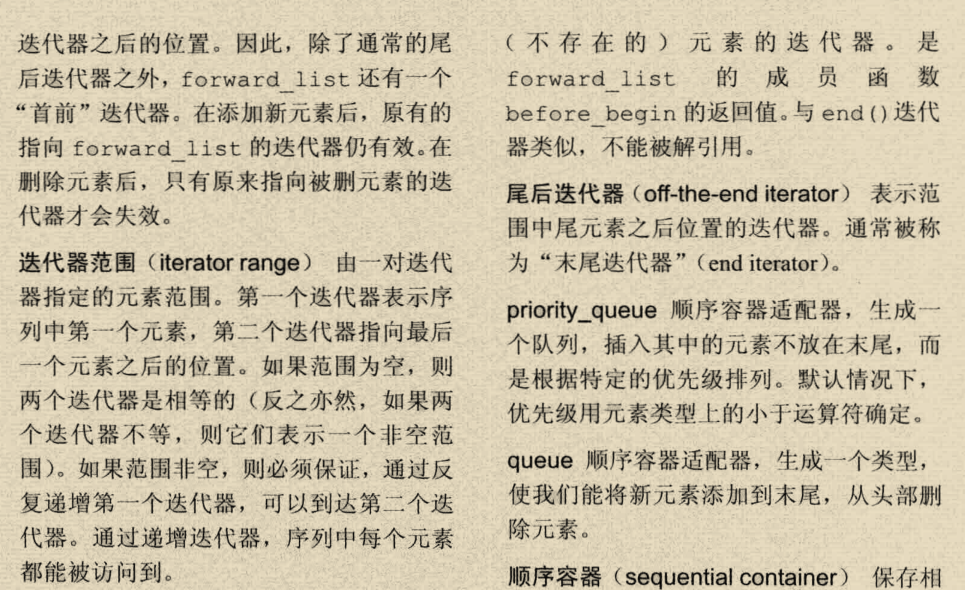 迭代器之后的位置。因此，除了通常的尾
后迭代器之外，forward_list 还有一个
“首前”迭代器。在添加新元素后，原有的
指向 forward_list 的迭代器仍有效。在
删除元素后，只有原来指向被删元素的迭
代器才会失效。
迭代器范围（iterator range） 由一对迭代
器指定的元素范围。第一个迭代器表示序
列中第一个元素，第二个迭代器指向最后
一个元素之后的位置。如果范围为空，则
两个迭代器是相等的（反之亦然，如果两
个迭代器不等，则它们表示一个非空范
围）。如果范围非空，则必须保证，通过反
复递增第一个迭代器，可以到达第二个迭
代器。通过递增迭代器，序列中每个元素
都能被访问到。
（不存在的）元素的迭代器。是
forward_list 的成员函数
before_begin 的返回值。与 end()迭代
器类似，不能被解引用。
尾后迭代器（off-the-end iterator） 表示范
围中尾元素之后位置的迭代器。通常被称
为“末尾迭代器”（end iterator）。
priority_queue 顺序容器适配器，生成一
个队列，插入其中的元素不放在末尾，而
是根据特定的优先级排列。默认情况下，
优先级用元素类型上的小于运算符确定。
queue 顺序容器适配器，生成一个类型，
使我们能将新元素添加到末尾，从头部删
除元素。
顺序容器（sequential container） 保存相